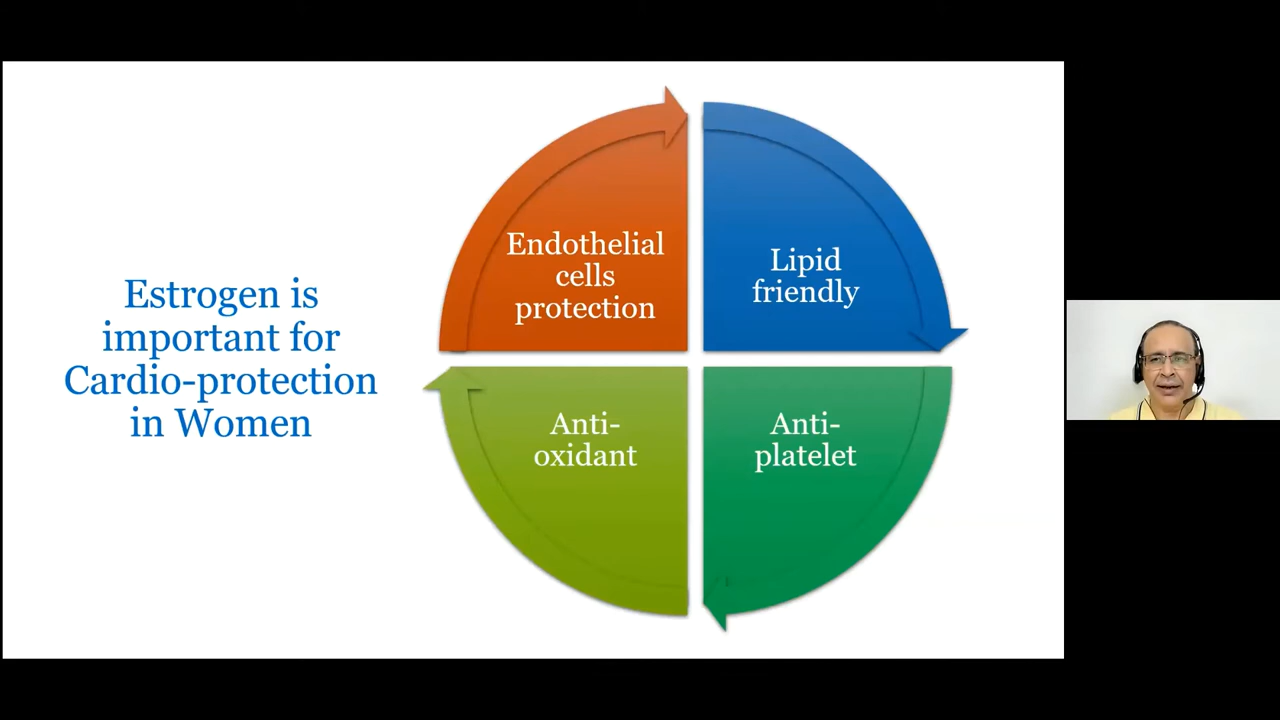 Estrogen is
important for
Cardio-protection
in Women
Endothelial
cells
protection
Lipid
friendly
Anti-
oxidant
Anti-
platelet